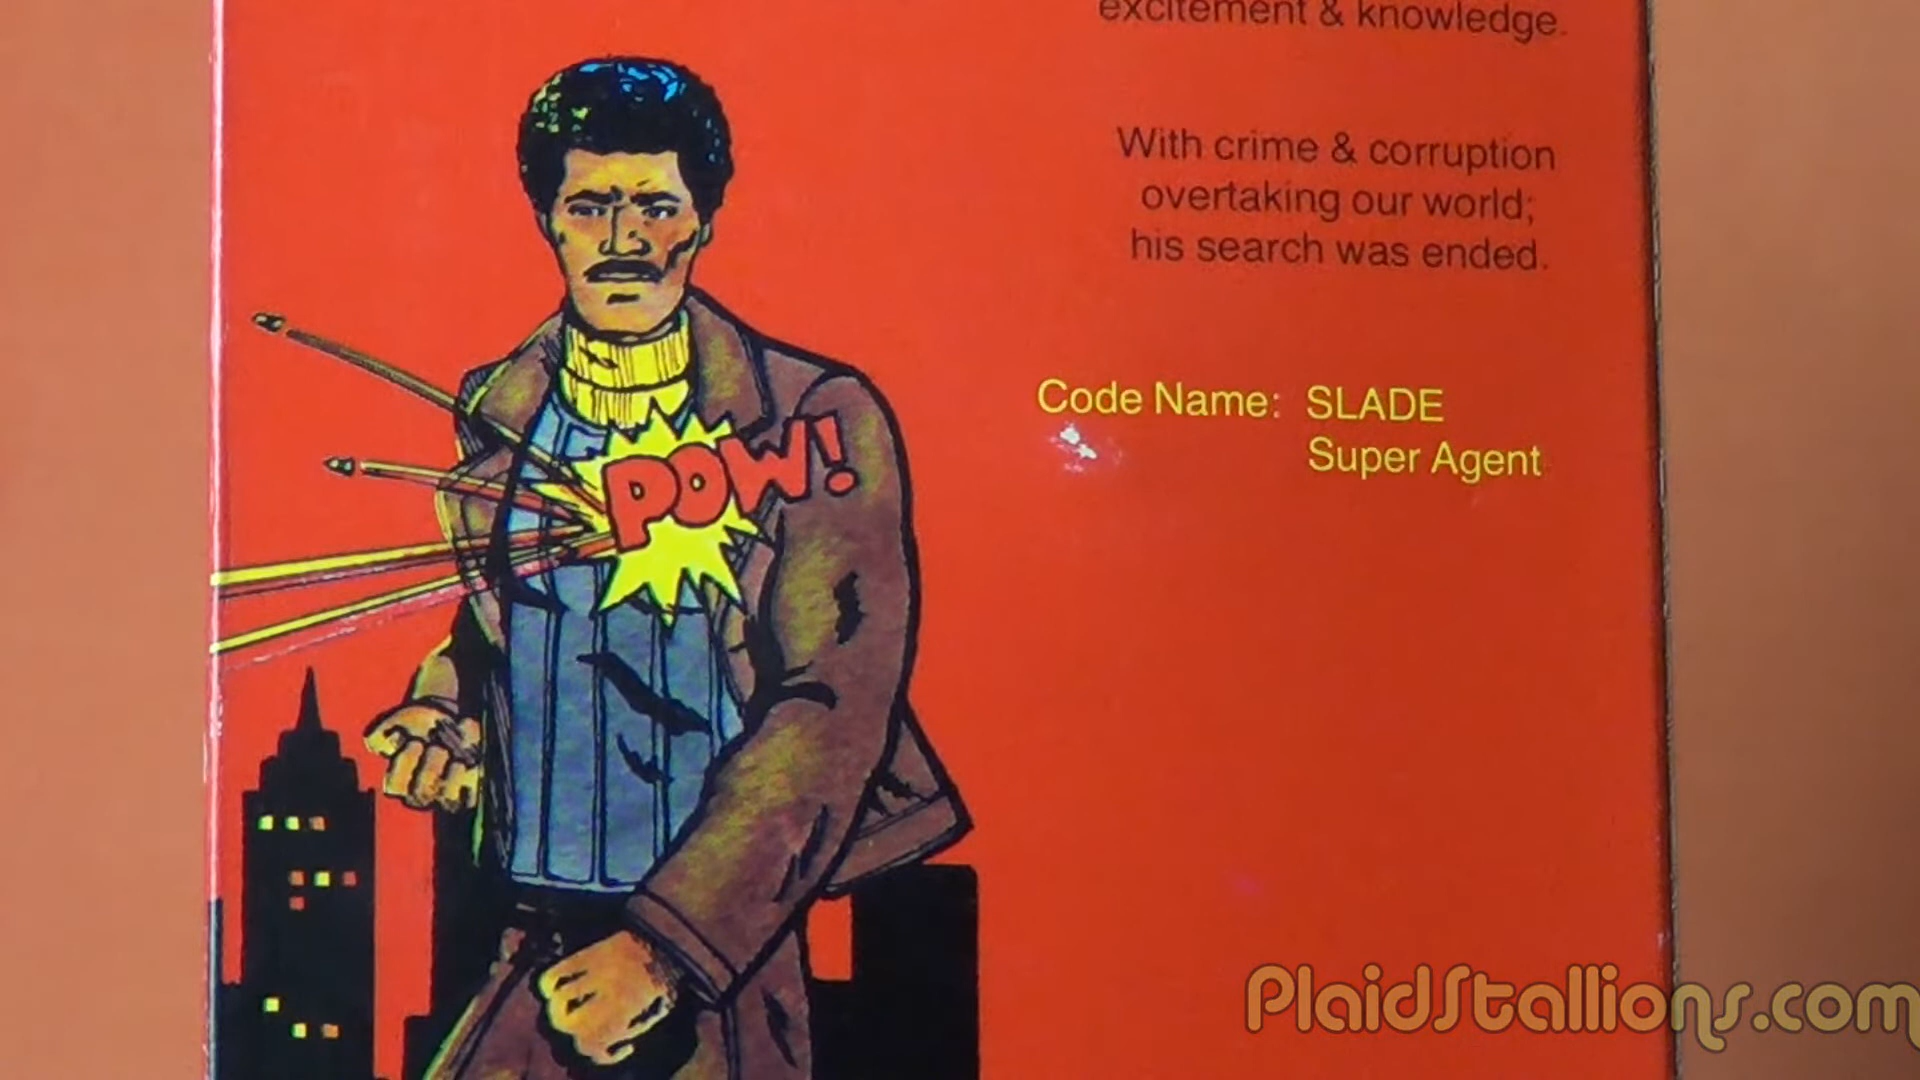 excitement & knowledge.
With crime & corruption
overtaking our world;
his search was ended.
Code Name: SLADE
Super Agent
POW!
PlaidStallions.com